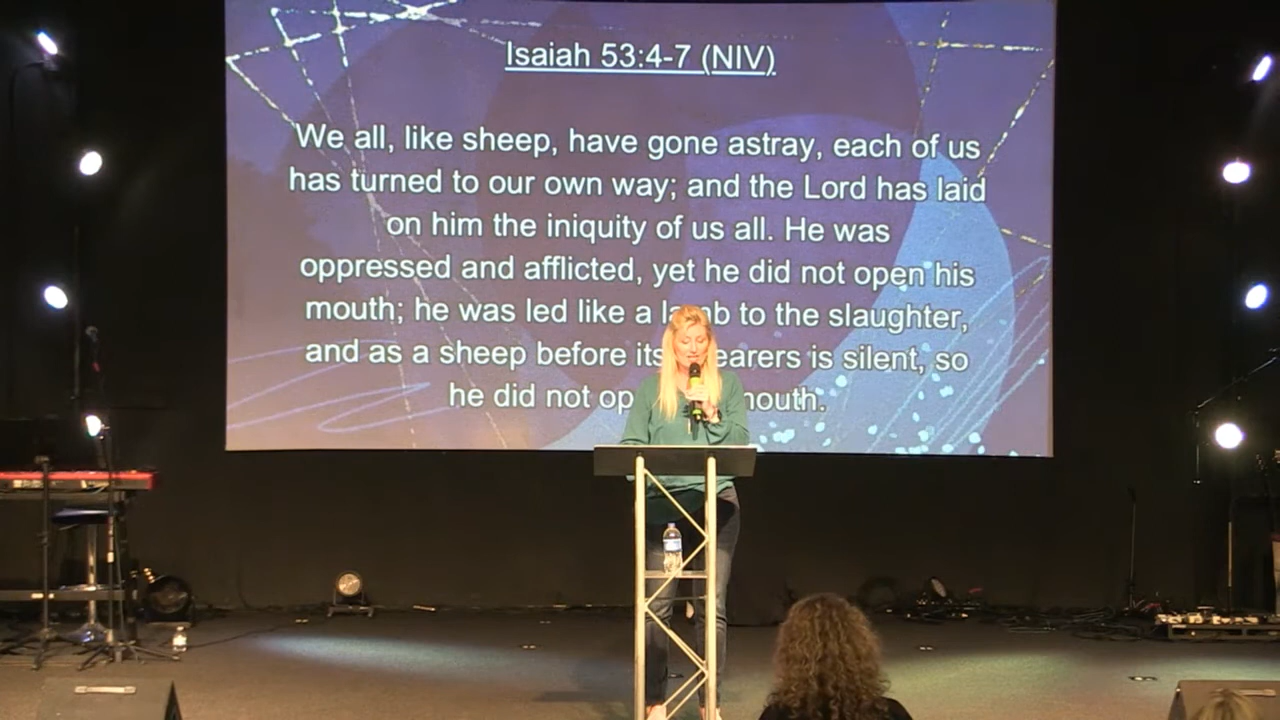 Isaiah 53:4-7 (NIV)
We all, like sheep, have gone astray, each of us
has turned to our own way; and the Lord has laid
on him the iniquity of us all. He was
oppressed and afflicted, yet he did not open his
mouth; he was led like a to the slaughter,
and as a sheep before its is silent, so
he did not mouth.